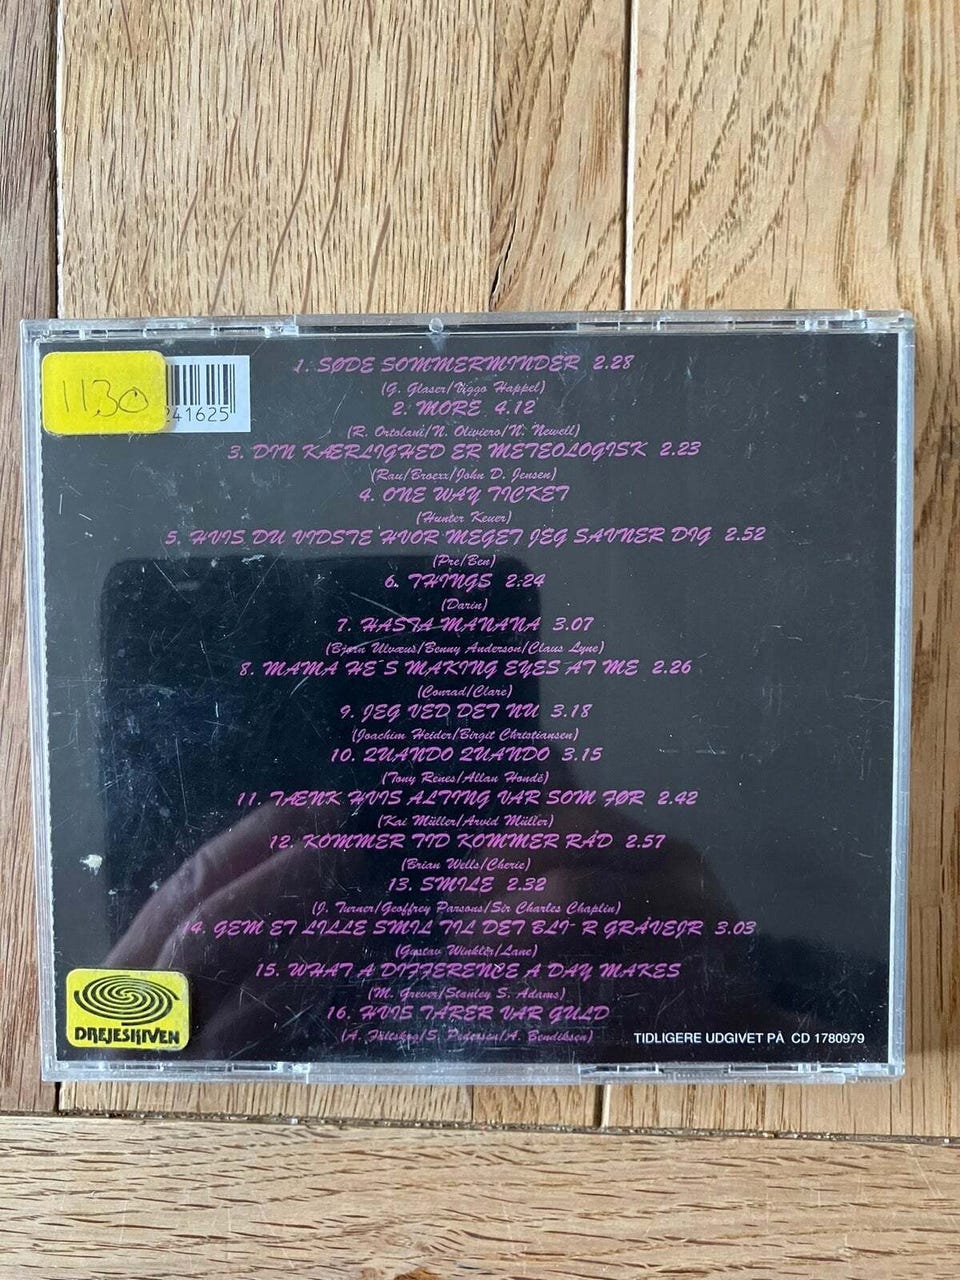 1130
241625
1. SØDE SOMMERMINDER 2.28
(G. Glaser/Viggo Happel)
2. MORE 4.12
(R. Ortolani/N. Oliviero/N. Newell)
3. DIN KÆRLIGHED ER METEOLOGISK 2.23
(Rau/Broexx/John D. Jensen)
4. ONE WAY TICKET
(Hunter Keuer)
5. HVIS DU VIDSTE HVOR MEGET JEG SAVNER DIG 2.52
(Pre/Ben)
6. THINGS 2:24
(Darin)
7. HASTA MANANA 3.07
(Bjørn Ulvæus/Benny Anderson/Claus Lyne)
8. MAMA HE´S MAKING EYES AT ME 2.26
(Conrad/Clare)
9. JEG VED DET NU 3.18
(Joachim Heider/Birgit Christiansen)
10. QUANDO QUANDO 3.15
(Tony Renes/Allan Hondé)
11. TÆNK HVIS ALTING VAR SOM FØR 2.42
(Kai Müller/Arvid Müller)
12. KOMMER TID KOMMER RÅD 2.57
(Brian Wells/Cherie)
13. SMILE 2.32
(J. Turner/Geoffrey Parsons/Sir Charles Chaplin)
14. GEM ET LILLE SMIL TIL DET BLI´R GRÅVEJR 3.03
(Gustav Winkler/Lane)
15. WHAT A DIFFERENCE A DAY MAKES
(M. Grever/Stanley S. Adams)
16. HVIS TÅRER VAR GULD
(A. Fållskog/S. Pedersen/A. Bendiksen)
DREJESKIVEN
TIDLIGERE UDGIVET PÅ CD 1780979